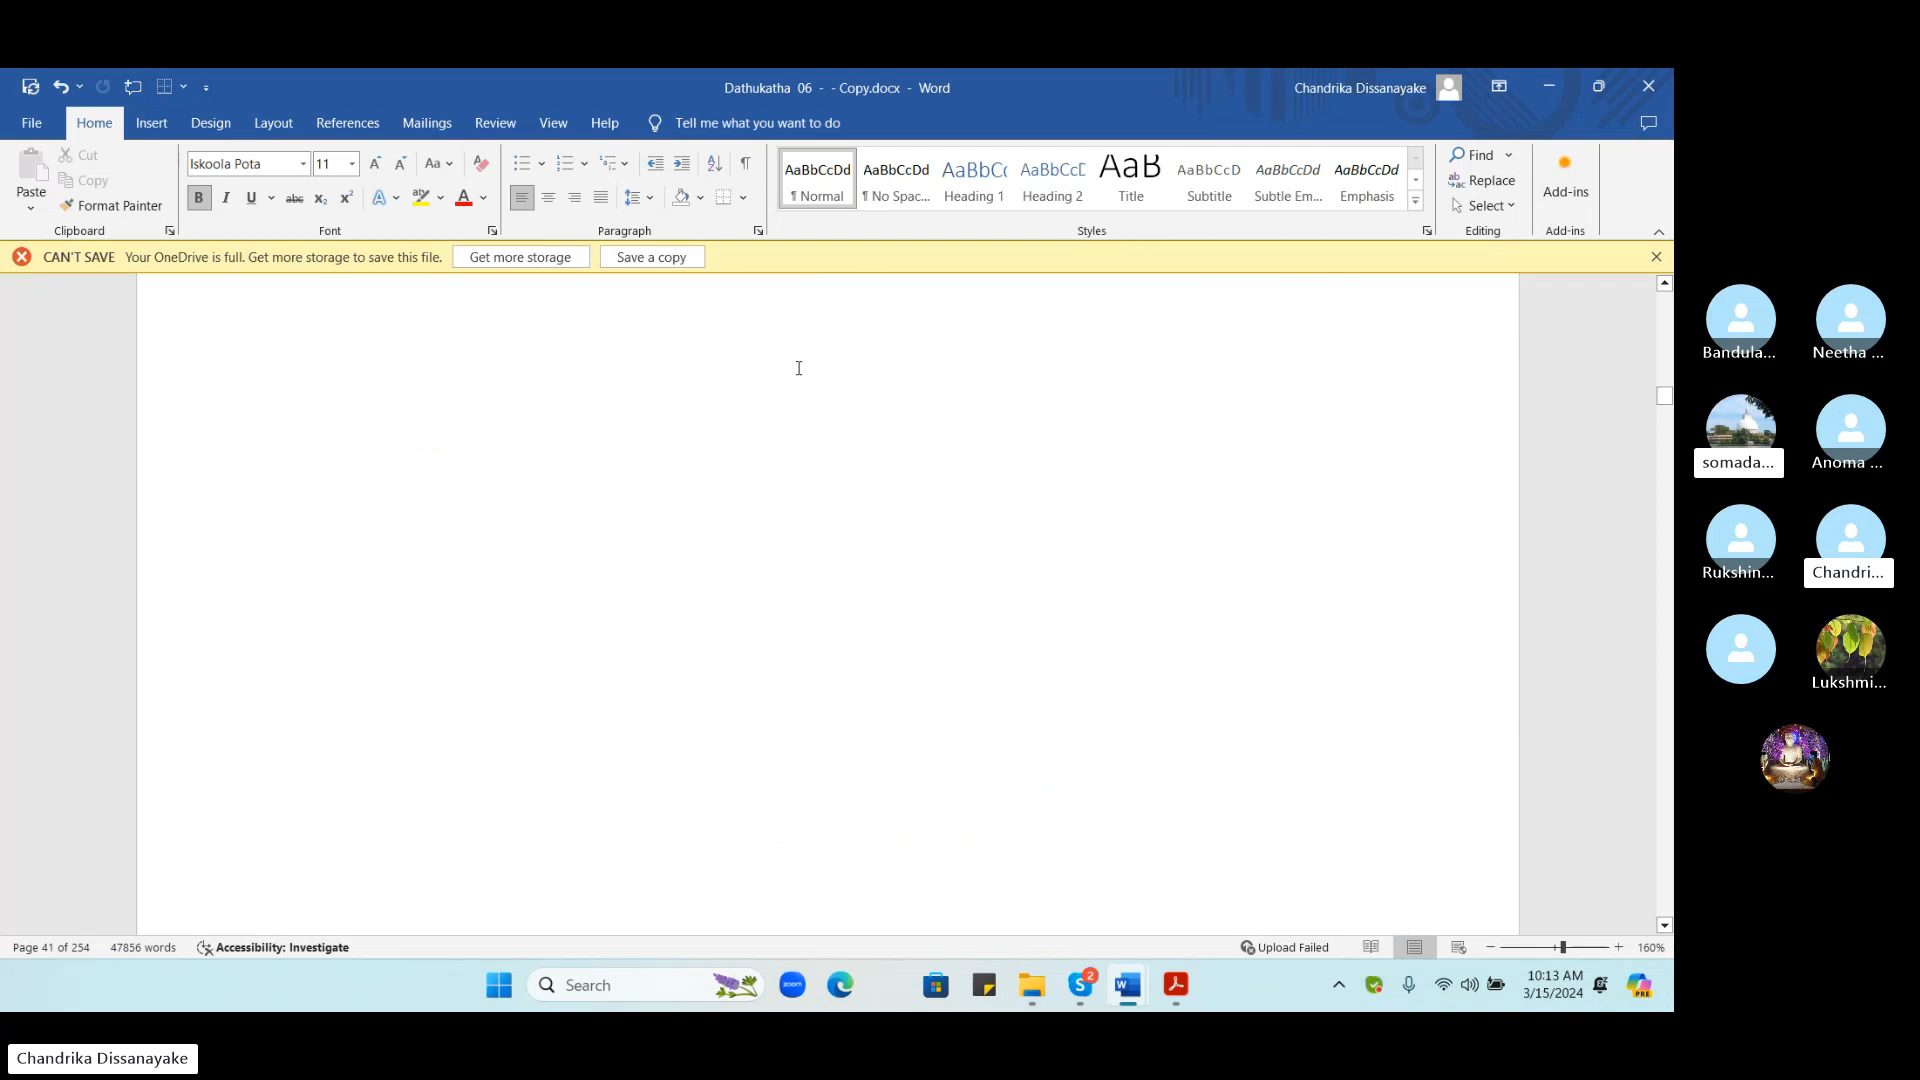 Dathukatha 06 - - Copy.docx - Word
Chandrika Dissanayake
File Home Insert Design Layout References Mailings Review View Help Tell me what you want to do
Paste
Cut
Copy
Format Painter
Clipboard
Iskoola Pota 11
Font
Paragraph
AaBbCcDd AaBbCcDd AaBbCc AaBbCcC AaB AaBbCcD AaBbCcDd AaBbCcDd
¶ Normal ¶ No Spac... Heading 1 Heading 2 Title Subtitle Subtle Em... Emphasis
Styles
Find
Replace
Select
Editing
Add-ins
Add-ins
CAN'T SAVE Your OneDrive is full. Get more storage to save this file. Get more storage Save a copy
Page 41 of 254 47856 words Accessibility: Investigate Upload Failed 160%
Search
zoom
2
PRE
10:13 AM
3/15/2024
Bandula...
Neetha ...
somada...
Anoma ...
Rukshin...
Chandri...
Lukshmi...
Chandrika Dissanayake